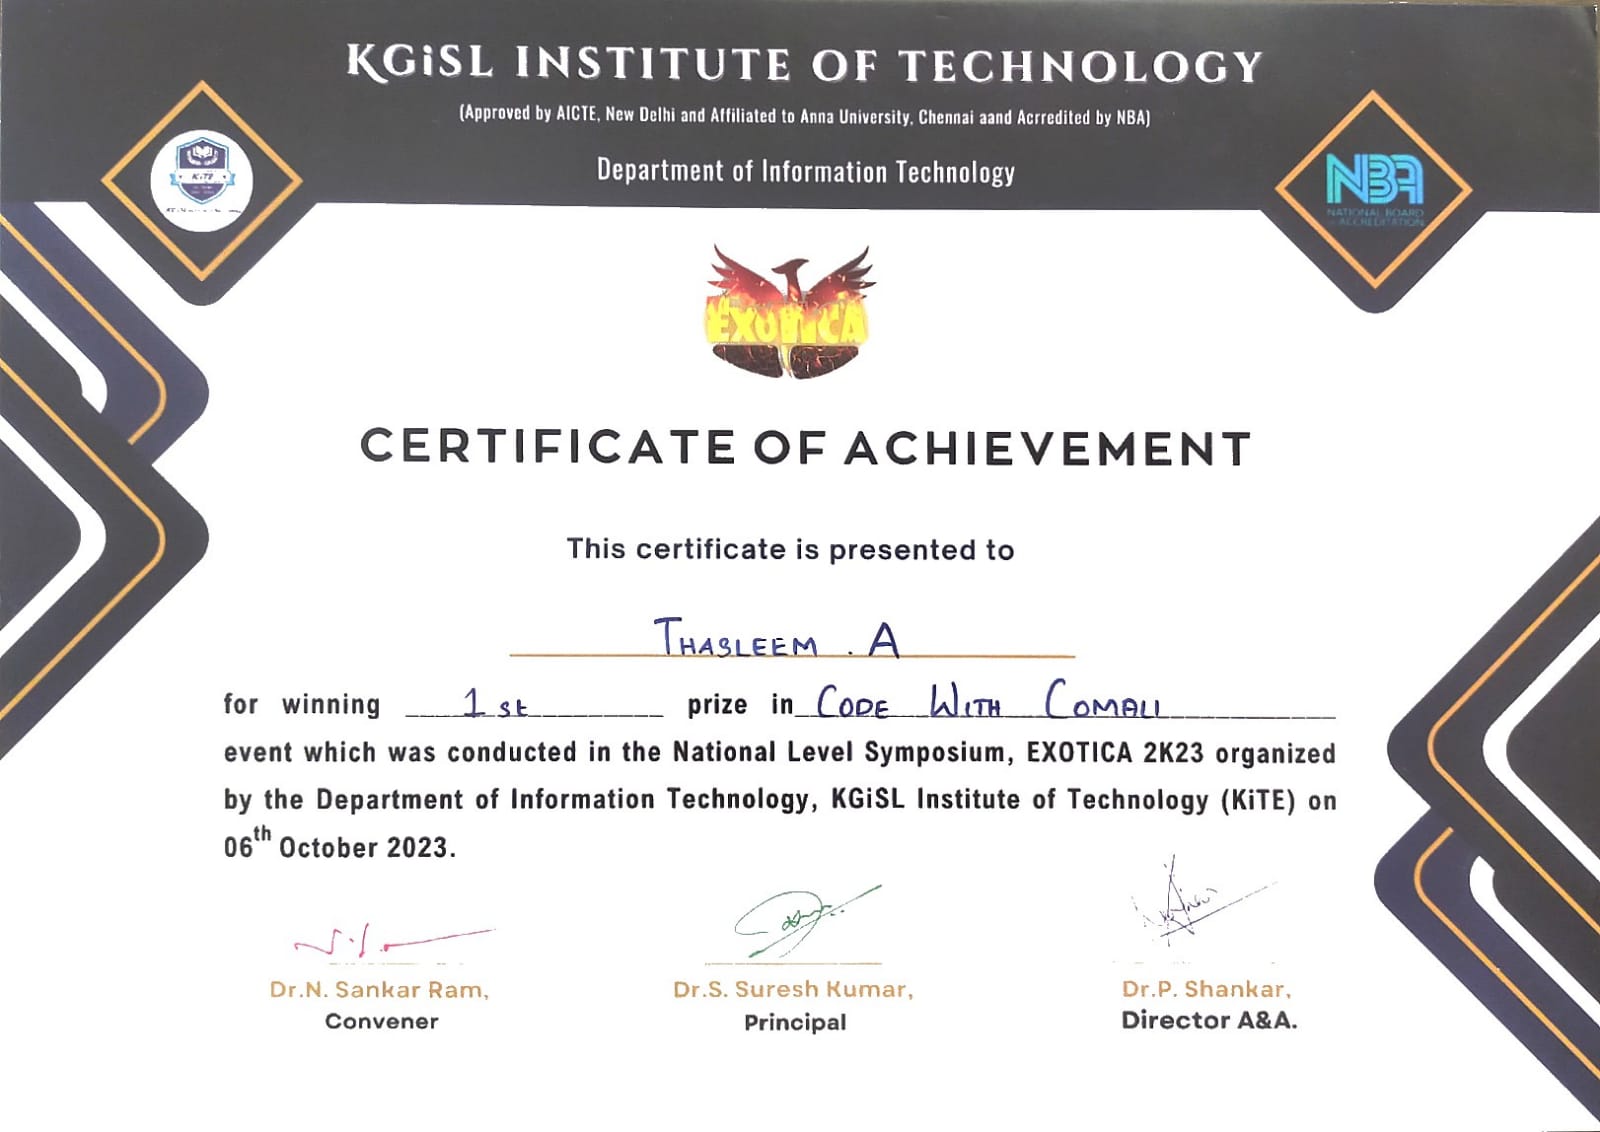 KGiSL INSTITUTE OF TECHNOLOGY
(Approved by AICTE, New Delhi and Affiliated to Anna University, Chennai aand Acrredited by NBA)
Department of Information Technology
KiTE
NBA
NATIONAL BOARD
ACCREDITATION
EXOTICA
CERTIFICATE OF ACHIEVEMENT
This certificate is presented to
THASLEEM . A
for winning 1st prize in CODE WITH COMALI
event which was conducted in the National Level Symposium, EXOTICA 2K23 organized
by the Department of Information Technology, KGiSL Institute of Technology (KiTE) on
06th October 2023.
Dr.N. Sankar Ram,
Convener
Dr.S. Suresh Kumar,
Principal
Dr.P. Shankar,
Director A&A.